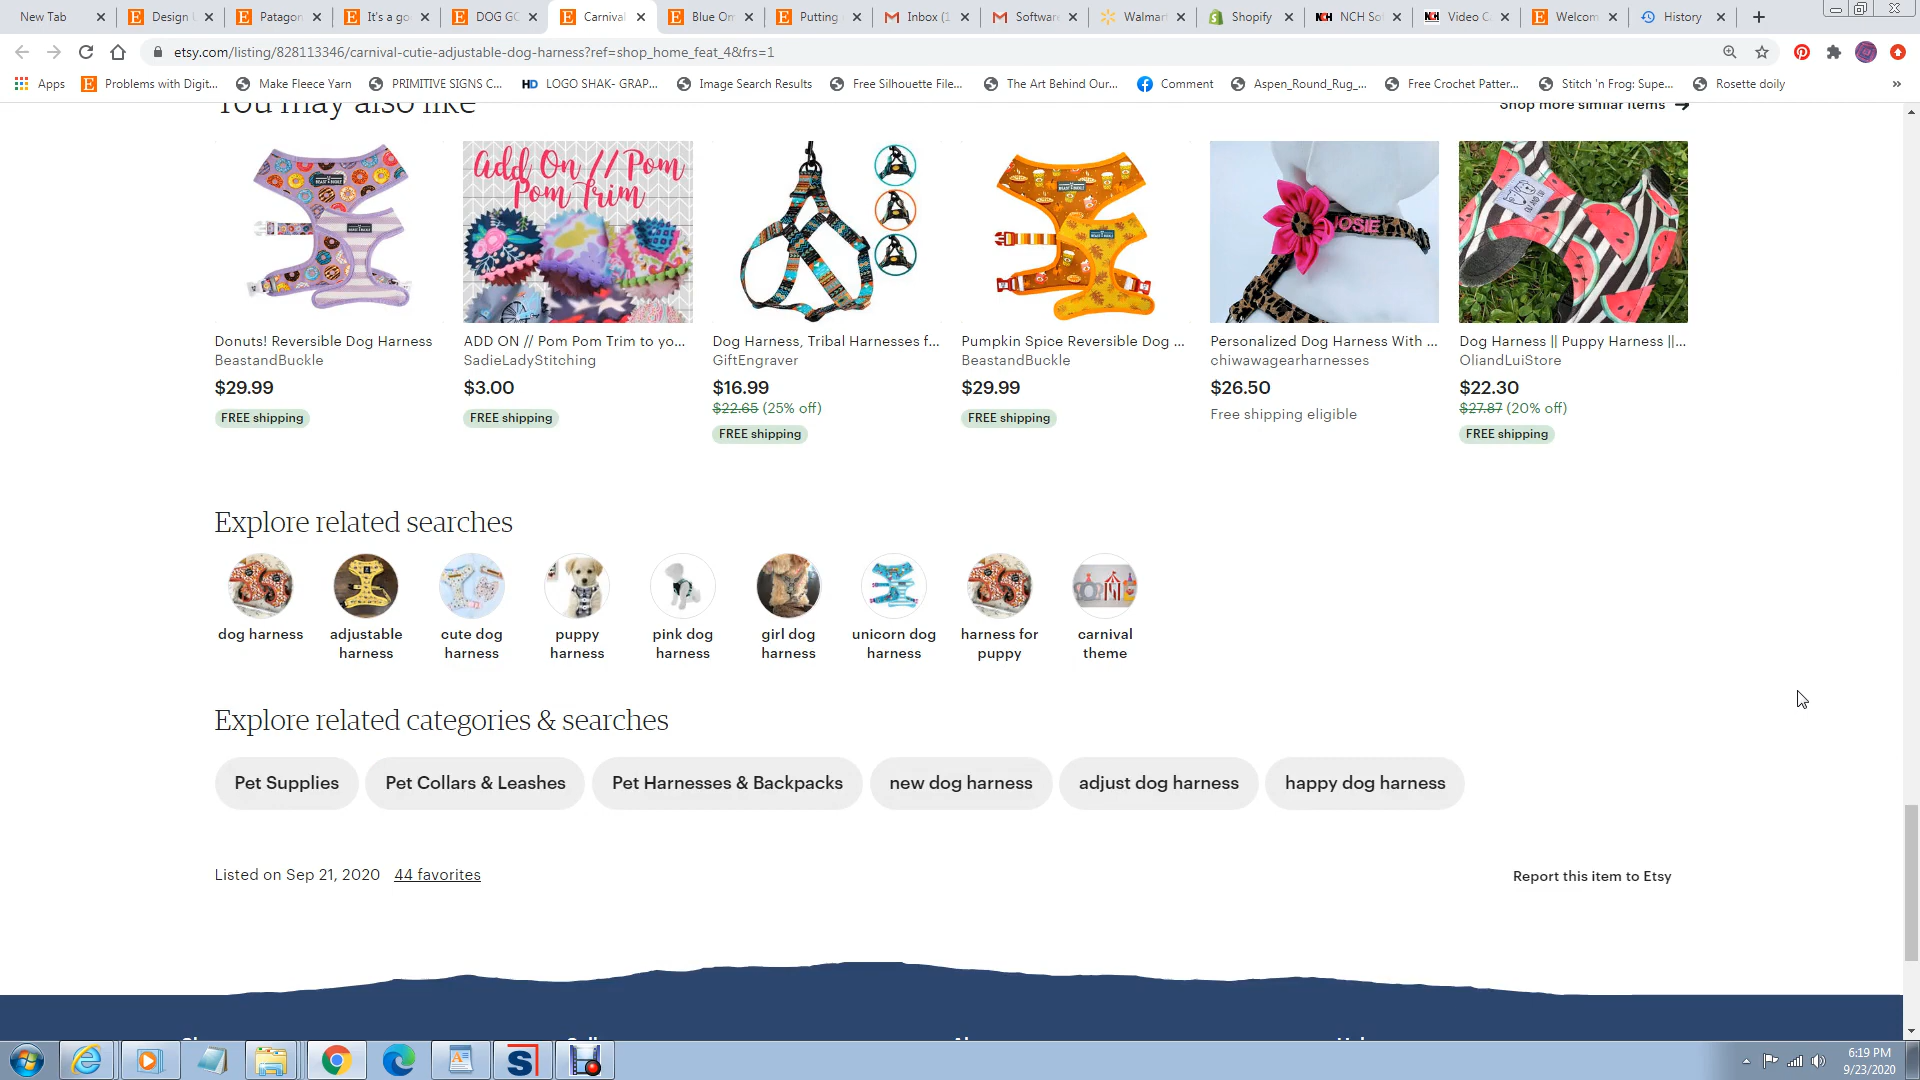 New Tab
Design
Patagon
It's a go
DOG GO
Carnival
Blue Om
Putting
Inbox (1
Software
Walmar
Shopify
NCH So
Video C
Welcom
History
etsy.com/listing/828113346/carnival-cutie-adjustable-dog-harness?ref=shop_home_feat_4&frs=1
Apps
Problems with Digit...
Make Fleece Yarn
PRIMITIVE SIGNS C...
HD LOGO SHAK- GRAP...
Image Search Results
Free Silhouette File...
The Art Behind Our...
Comment
Aspen_Round_Rug_...
Free Crochet Patter...
Stitch 'n Frog: Supe...
Rosette doily
»
You may also like
Shop more similar items
Add On // Pom
Pom Trim
OSIE
Donuts! Reversible Dog Harness
BeastandBuckle
$29.99
FREE shipping
ADD ON // Pom Pom Trim to yo...
SadieLadyStitching
$3.00
FREE shipping
Dog Harness, Tribal Harnesses f...
GiftEngraver
$16.99
$22.65 (25% off)
FREE shipping
Pumpkin Spice Reversible Dog ...
BeastandBuckle
$29.99
FREE shipping
Personalized Dog Harness With ...
chiwawagearharnesses
$26.50
Free shipping eligible
Dog Harness || Puppy Harness ||...
OliandLuiStore
$22.30
$27.87 (20% off)
FREE shipping
Explore related searches
dog harness
adjustable
harness
cute dog
harness
puppy
harness
pink dog
harness
girl dog
harness
unicorn dog
harness
harness for
puppy
carnival
theme
Explore related categories & searches
Pet Supplies
Pet Collars & Leashes
Pet Harnesses & Backpacks
new dog harness
adjust dog harness
happy dog harness
Listed on Sep 21, 2020 44 favorites
Report this item to Etsy
6:19 PM
9/23/2020